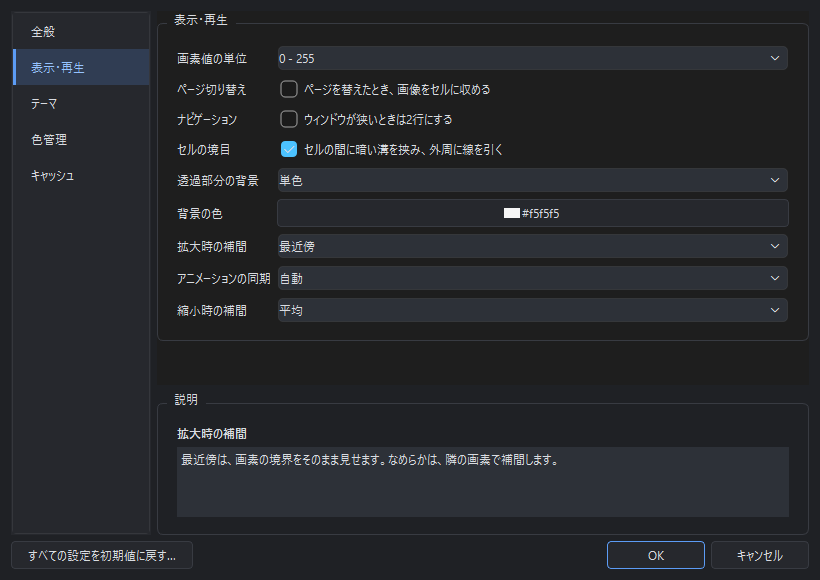 全般
表示・再生
テーマ
色管理
キャッシュ
表示・再生
画素値の単位
0 - 255
ページ切り替え
ページを替えたとき、画像をセルに収める
ナビゲーション
ウィンドウが狭いときは2行にする
セルの境目
セルの間に暗い溝を挟み、外周に線を引く
透過部分の背景
単色
背景の色
#f5f5f5
拡大時の補間
最近傍
アニメーションの同期
自動
縮小時の補間
平均
説明
拡大時の補間
最近傍は、画素の境界をそのまま見せます。なめらかは、隣の画素で補間します。
すべての設定を初期値に戻す...
OK
キャンセル